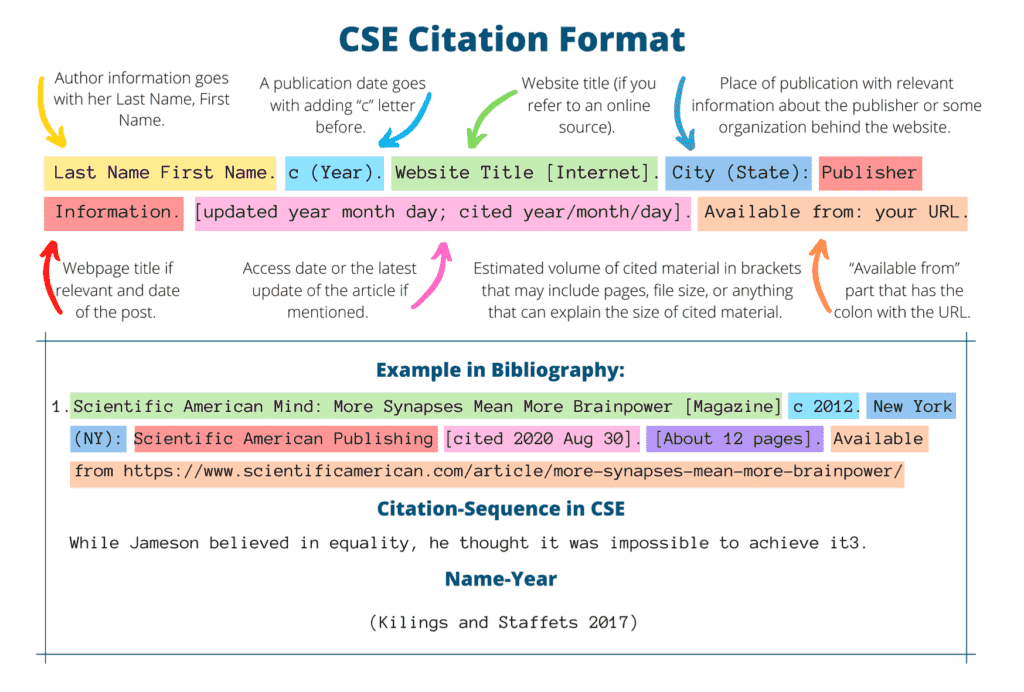 CSE Citation Format
Author information goes
with her Last Name, First
Name.
A publication date goes
with adding “c” letter
before.
Website title (if you
refer to an online
source).
Place of publication with relevant
information about the publisher or some
organization behind the website.
Last Name First Name. c (Year). Website Title [Internet]. City (State): Publisher
Information. [updated year month day; cited year/month/day]. Available from: your URL.
Webpage title if
relevant and date
of the post.
Access date or the latest
update of the article if
mentioned.
Estimated volume of cited material in brackets
that may include pages, file size, or anything
that can explain the size of cited material.
“Available from”
part that has the
colon with the URL.
Example in Bibliography:
1. Scientific American Mind: More Synapses Mean More Brainpower [Magazine] c 2012. New York
(NY): Scientific American Publishing [cited 2020 Aug 30]. [About 12 pages]. Available
from https://www.scientificamerican.com/article/more-synapses-mean-more-brainpower/
Citation-Sequence in CSE
While Jameson believed in equality, he thought it was impossible to achieve it3.
Name-Year
(Kilings and Staffets 2017)